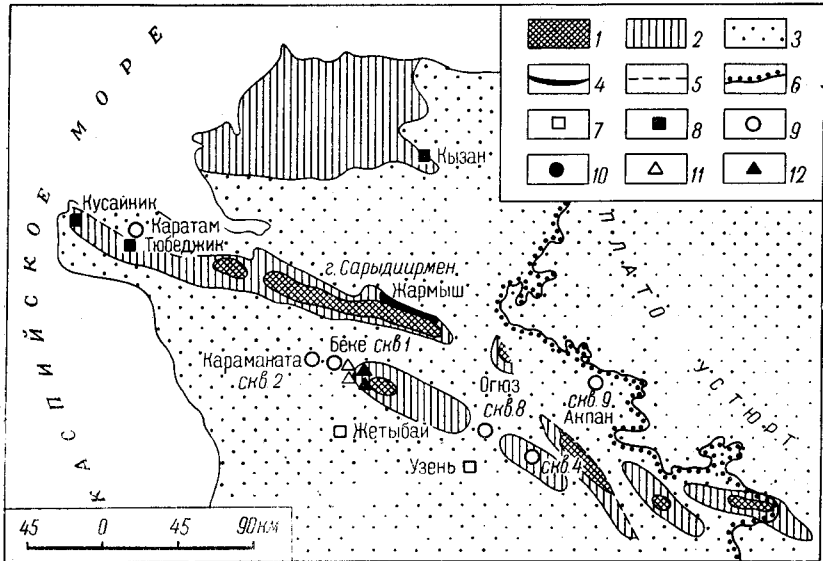 КАСПИЙСКОЕ МОРЕ
1 2 3
4 5 6
7 8 9
10 11 12
Кызан
ПЛАТО УСТЮРТ
Кусайник
Каратам
Тюбеджик
г. Сарыдиирмен
Жармыш
Беке скв 1
Караманата
скв. 2
Огюз
скв. 8
скв. 9
Акпан
Жетыбай
Узень
скв. 4
45 0 45 90 км